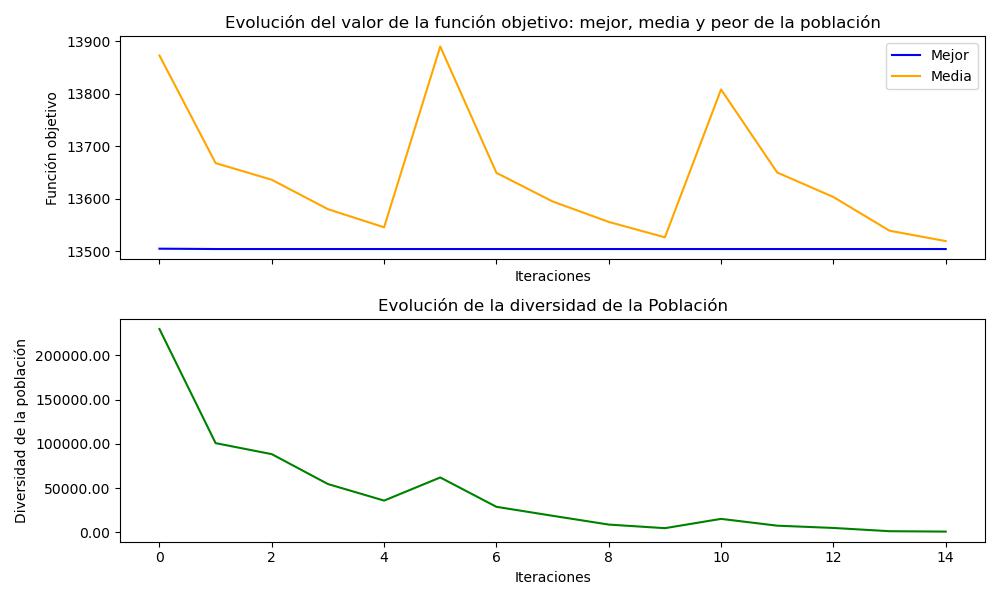 Evolución del valor de la función objetivo: mejor, media y peor de la población
Función objetivo
13900
13800
13700
13600
13500
Mejor
Media
Iteraciones
Evolución de la diversidad de la Población
Diversidad de la población
200000.00
150000.00
100000.00
50000.00
0.00
0 2 4 6 8 10 12 14
Iteraciones